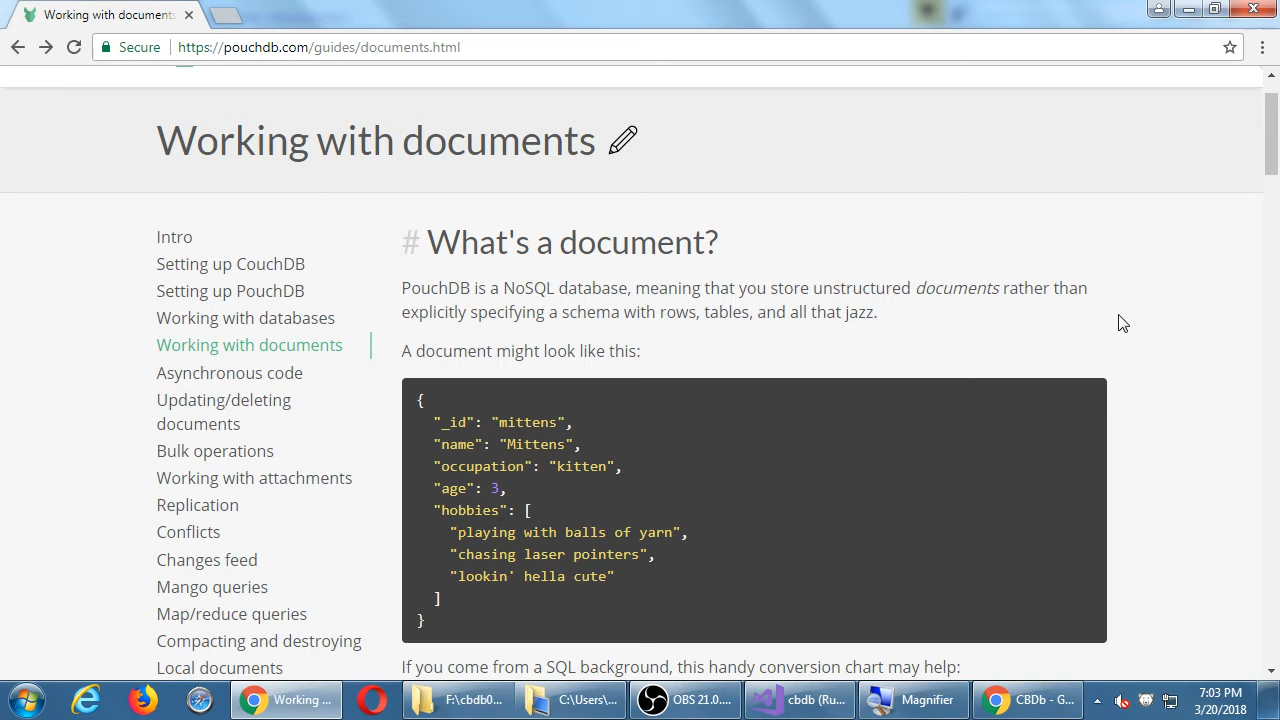 Working with documents
Secure
https://pouchdb.com/guides/documents.html
Working with documents
Intro
Setting up CouchDB
Setting up PouchDB
Working with databases
Working with documents
Asynchronous code
Updating/deleting
documents
Bulk operations
Working with attachments
Replication
Conflicts
Changes feed
Mango queries
Map/reduce queries
Compacting and destroying
Local documents
# What's a document?
PouchDB is a NoSQL database, meaning that you store unstructured documents rather than
explicitly specifying a schema with rows, tables, and all that jazz.
A document might look like this:
{
"_id": "mittens",
"name": "Mittens",
"occupation": "kitten",
"age": 3,
"hobbies": [
"playing with balls of yarn",
"chasing laser pointers",
"lookin' hella cute"
]
}
If you come from a SQL background, this handy conversion chart may help:
Working ...
F:\cbdb0...
C:\Users\...
OBS 21.0....
cbdb (Ru...
Magnifier
CBDb - G...
7:03 PM
3/20/2018